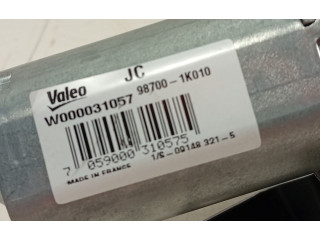 Valeo JC
W000031057 98700-1K010
7 059000 310575
MADE IN FRANCE 1/E-09148 321-5